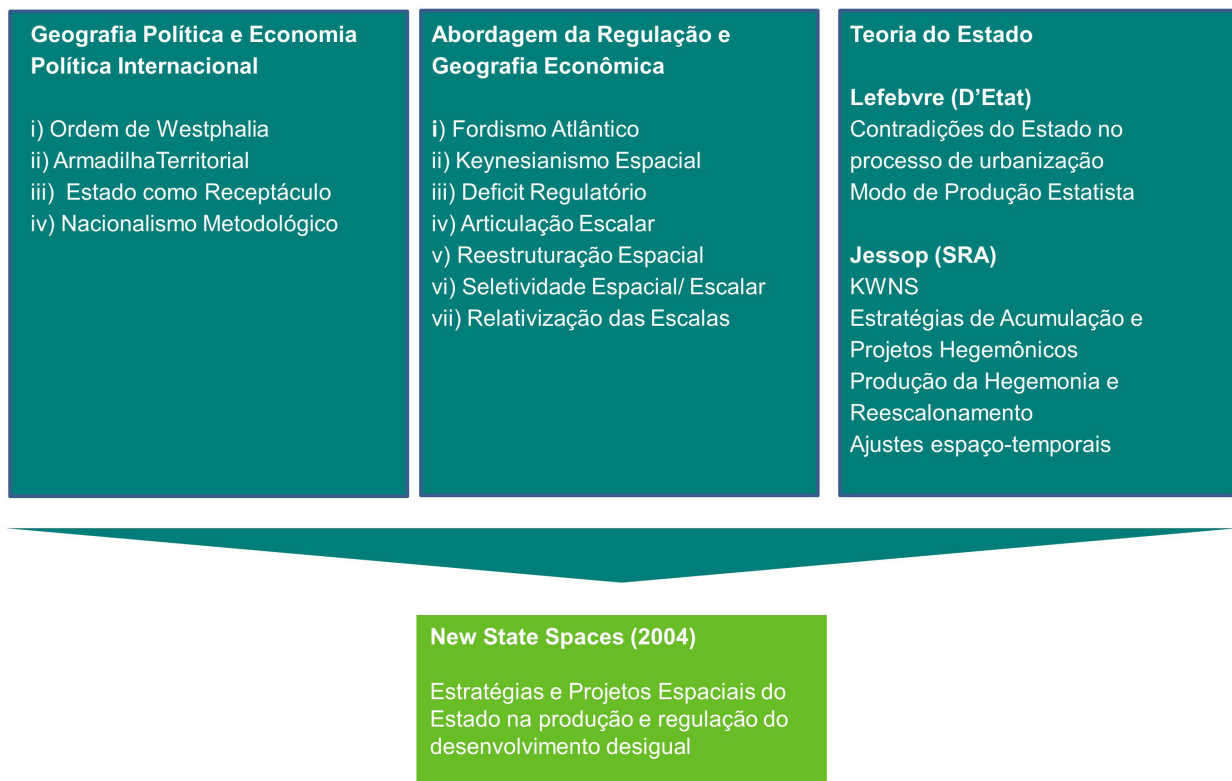 Geografia Política e Economia
Política Internacional
i) Ordem de Westphalia
ii) ArmadilhaTerritorial
iii) Estado como Receptáculo
iv) Nacionalismo Metodológico
Abordagem da Regulação e
Geografia Econômica
i) Fordismo Atlântico
ii) Keynesianismo Espacial
iii) Deficit Regulatório
iv) Articulação Escalar
v) Reestruturação Espacial
vi) Seletividade Espacial/ Escalar
vii) Relativização das Escalas
Teoria do Estado
Lefebvre (D’Etat)
Contradições do Estado no
processo de urbanização
Modo de Produção Estatista
Jessop (SRA)
KWNS
Estratégias de Acumulação e
Projetos Hegemônicos
Produção da Hegemonia e
Reescalonamento
Ajustes espaço-temporais
New State Spaces (2004)
Estratégias e Projetos Espaciais do
Estado na produção e regulação do
desenvolvimento desigual